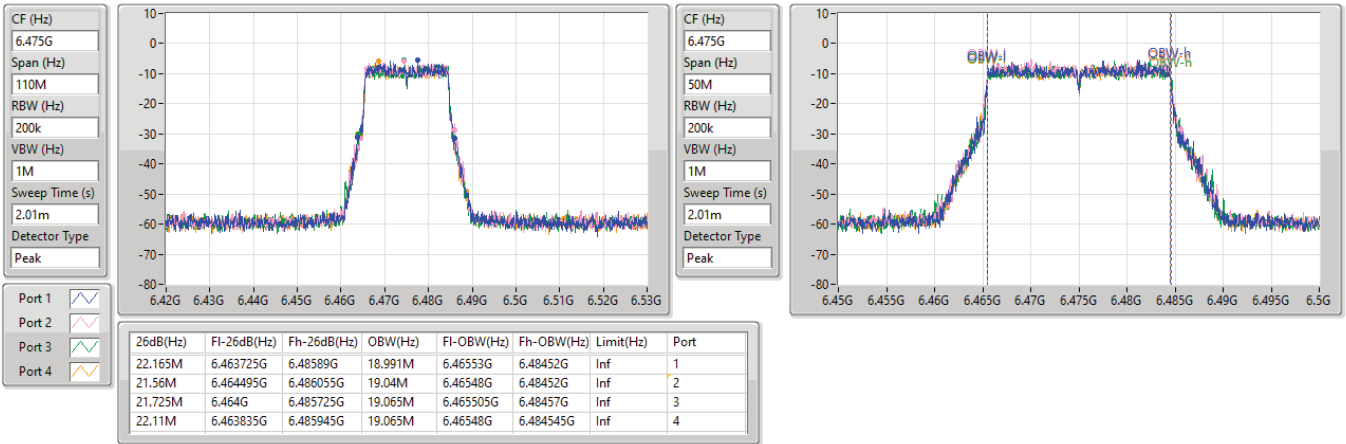 CF (Hz)
6.475G
Span (Hz)
110M
RBW (Hz)
200k
VBW (Hz)
1M
Sweep Time (s)
2.01m
Detector Type
Peak
10-
0-
-10-
-20-
-30-
-40-
-50-
-60-
-70-
-80-
6.42G 6.43G 6.44G 6.45G 6.46G 6.47G 6.48G 6.49G 6.5G 6.51G 6.52G 6.53G
CF (Hz)
6.475G
Span (Hz)
50M
RBW (Hz)
200k
VBW (Hz)
1M
Sweep Time (s)
2.01m
Detector Type
Peak
10-
0-
-10-
-20-
-30-
-40-
-50-
-60-
-70-
-80-
OBW-l OBW-h
6.45G 6.455G 6.46G 6.465G 6.47G 6.475G 6.48G 6.485G 6.49G 6.495G 6.5G
Port 1
Port 2
Port 3
Port 4
26dB(Hz) Fl-26dB(Hz) Fh-26dB(Hz) OBW(Hz) Fl-OBW(Hz) Fh-OBW(Hz) Limit(Hz) Port
22.165M 6.463725G 6.48589G 18.991M 6.46553G 6.48452G Inf 1
21.56M 6.464495G 6.486055G 19.04M 6.46548G 6.48452G Inf 2
21.725M 6.464G 6.485725G 19.065M 6.465505G 6.48457G Inf 3
22.11M 6.463835G 6.485945G 19.065M 6.46548G 6.484545G Inf 4